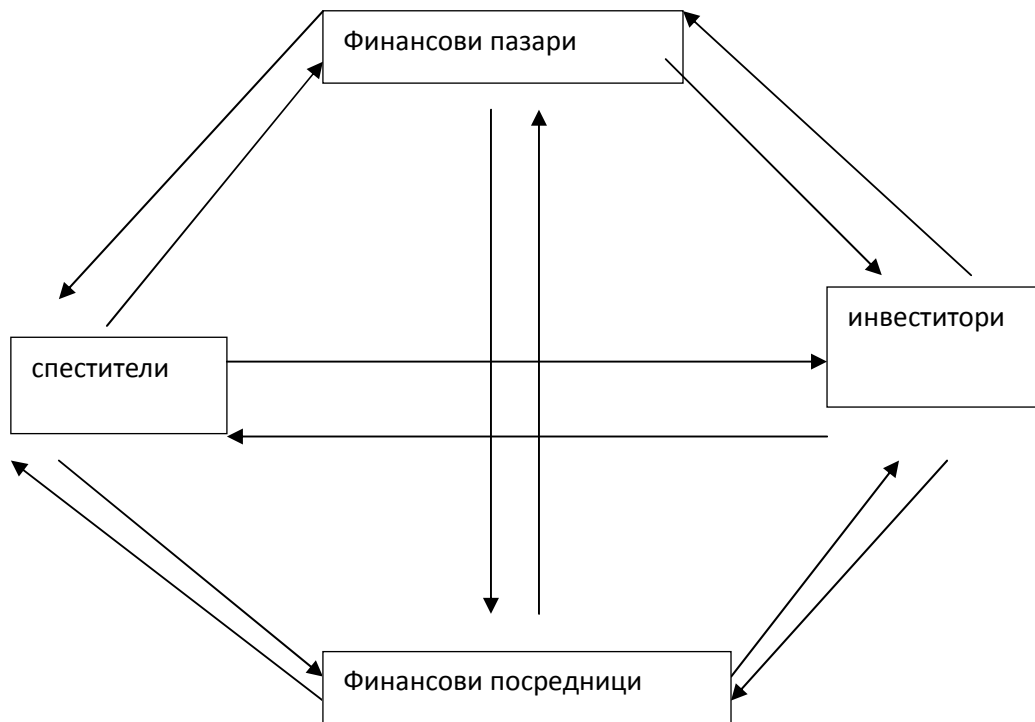 Финансови пазари
инвеститори
спестители
Финансови посредници